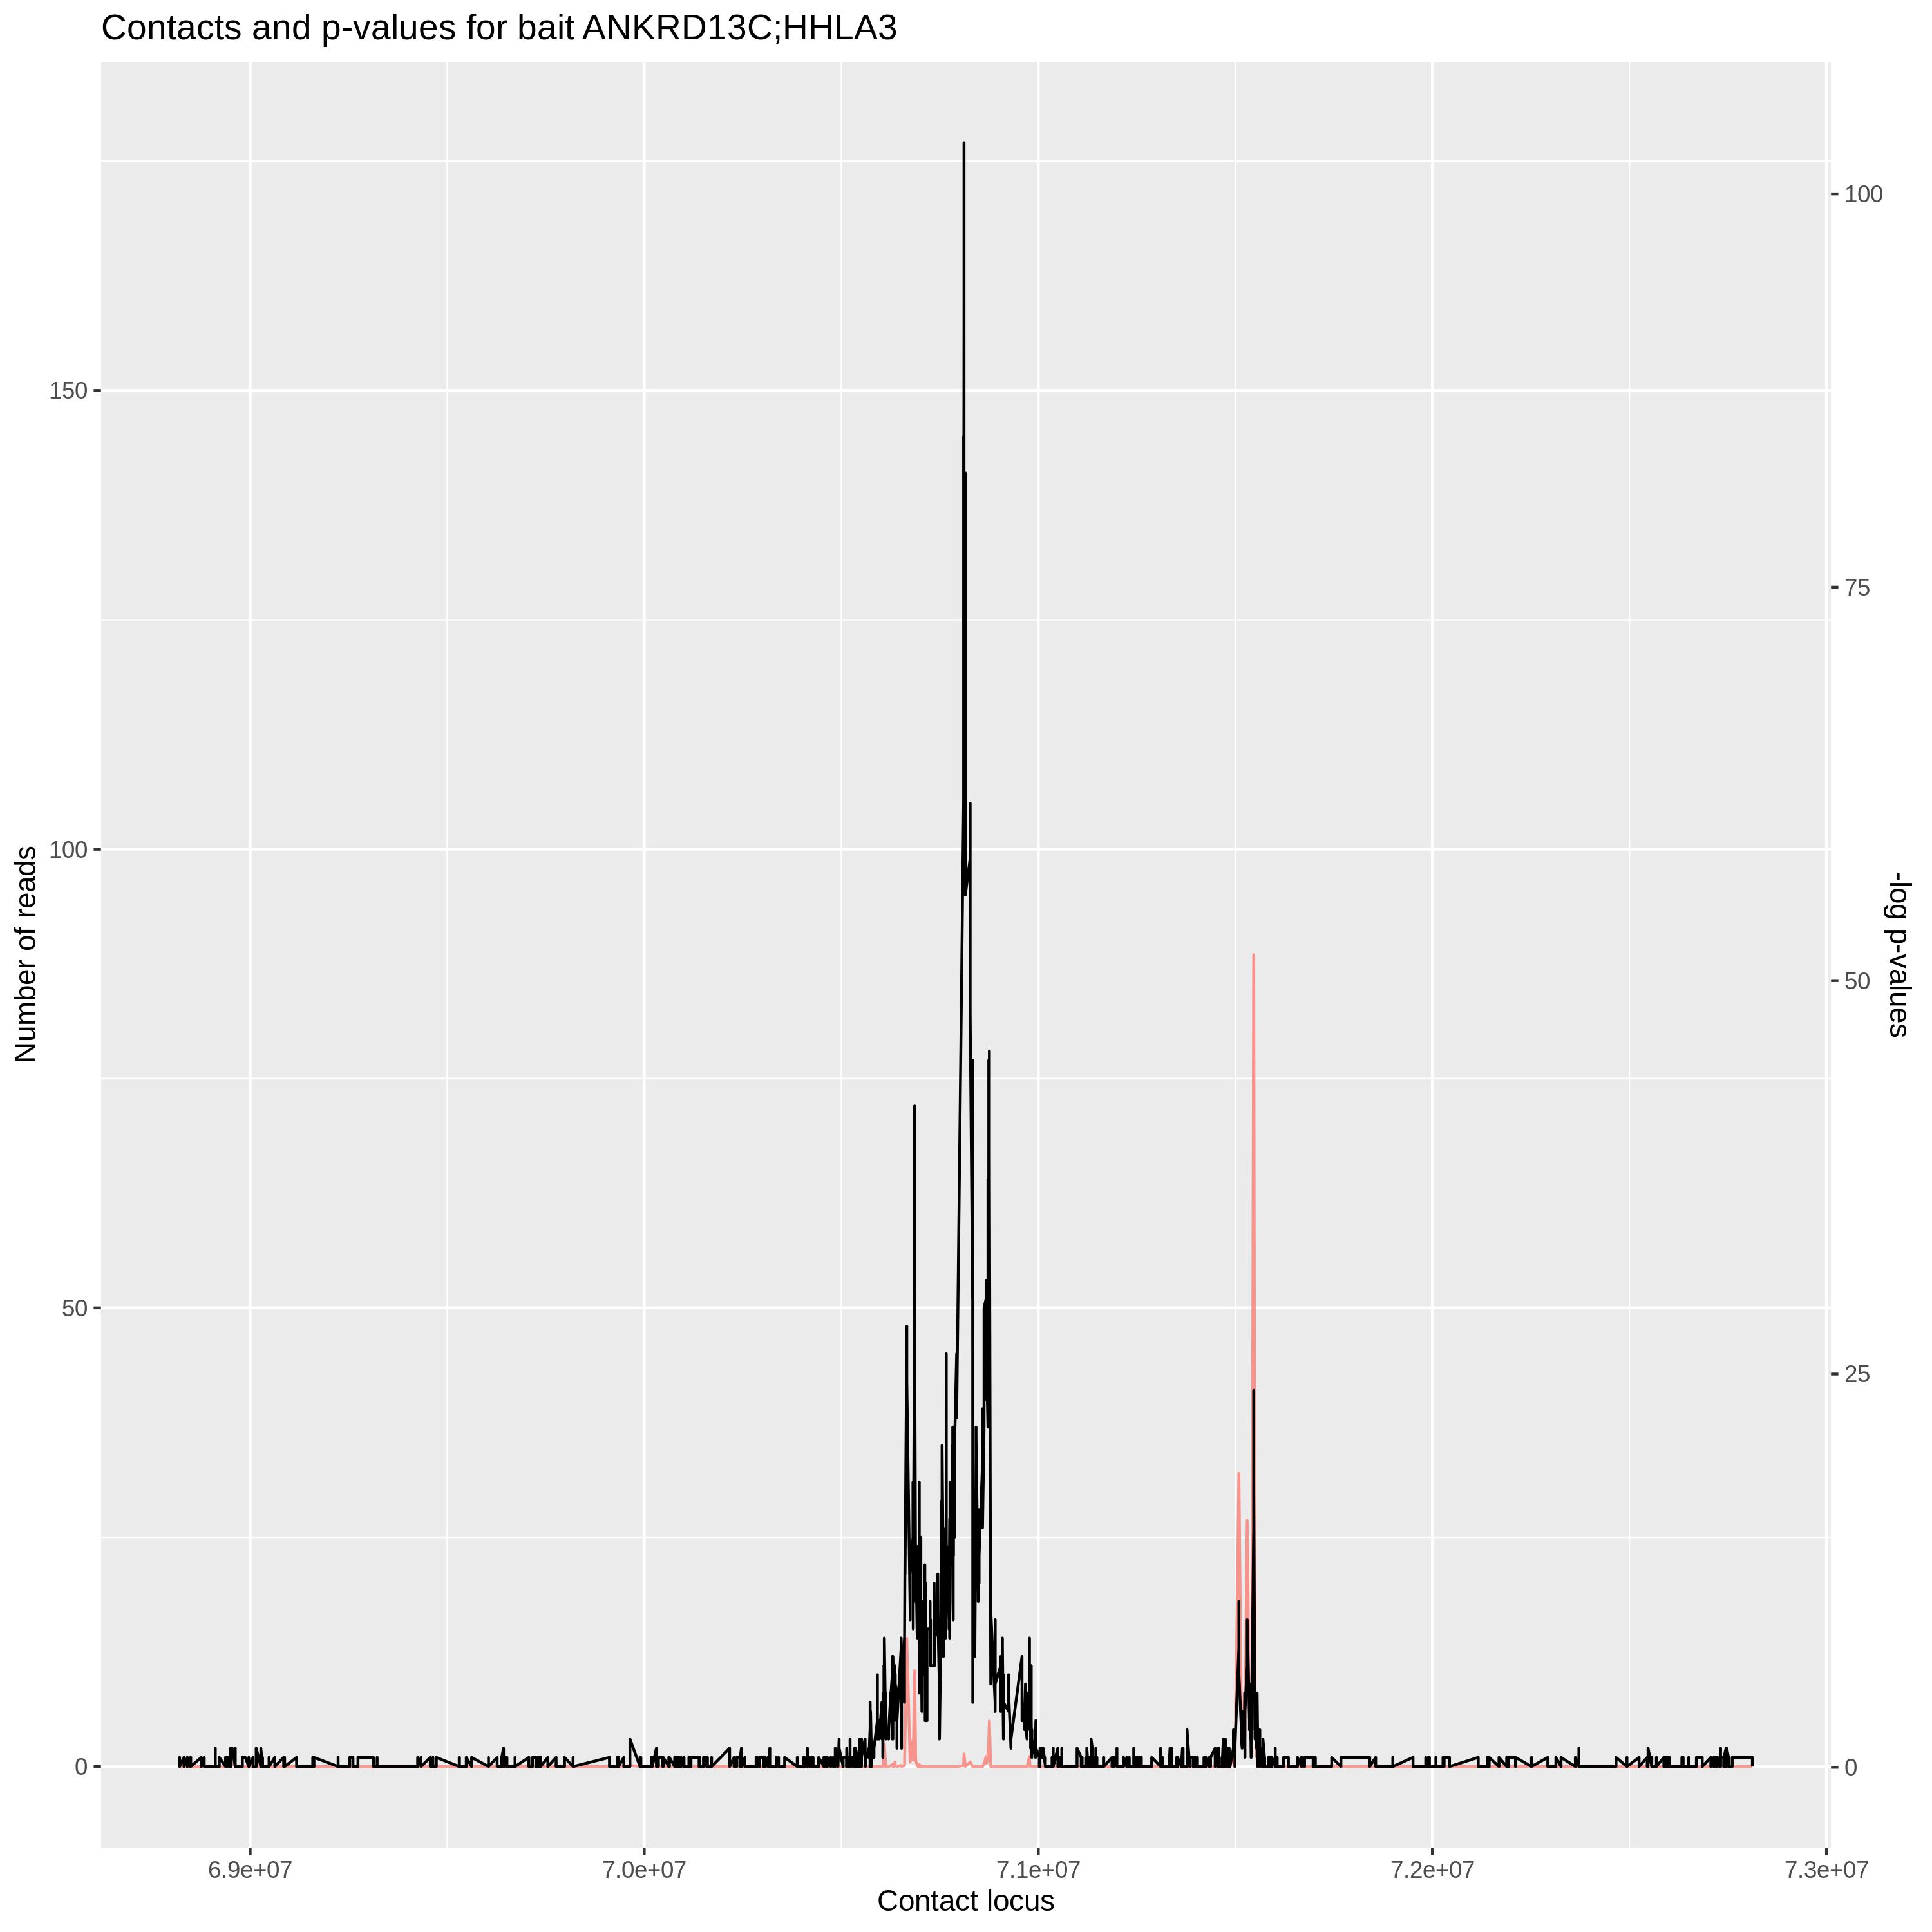 Contacts and p-values for bait ANKRD13C;HHLA3
150
100
50
0
Number of reads
100
75
50
25
0
-log p-values
6.9e+07 7.0e+07 7.1e+07 7.2e+07 7.3e+07
Contact locus